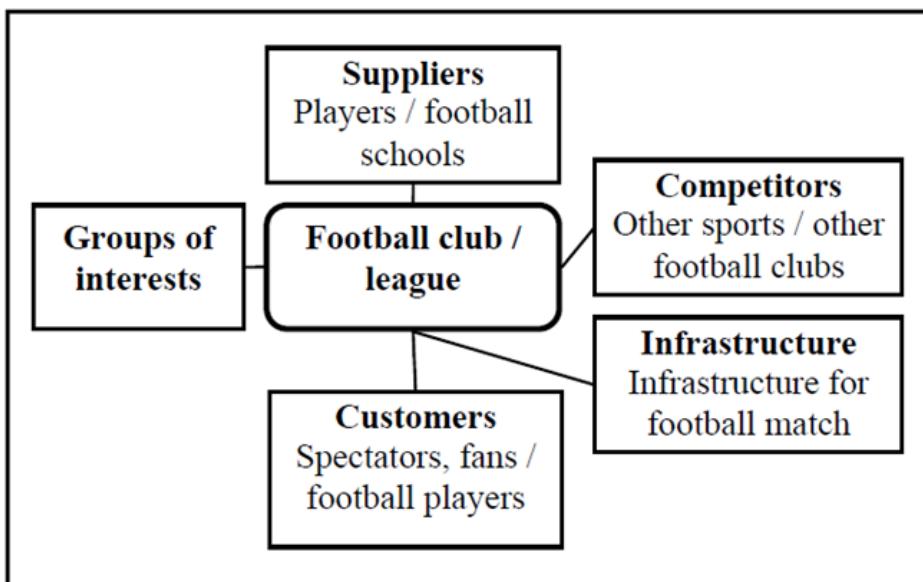 Suppliers
Players / football
schools
Competitors
Other sports / other
football clubs
Groups of
interests
Football club /
league
Infrastructure
Infrastructure for
football match
Customers
Spectators, fans /
football players